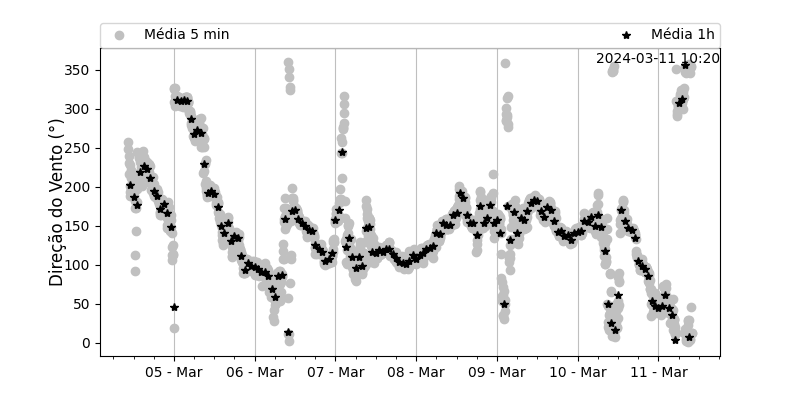 Média 5 min
Média 1h
2024-03-11 10:20
Direção do Vento (°)
350
300
250
200
150
100
50
0
05 - Mar
06 - Mar
07 - Mar
08 - Mar
09 - Mar
10 - Mar
11 - Mar